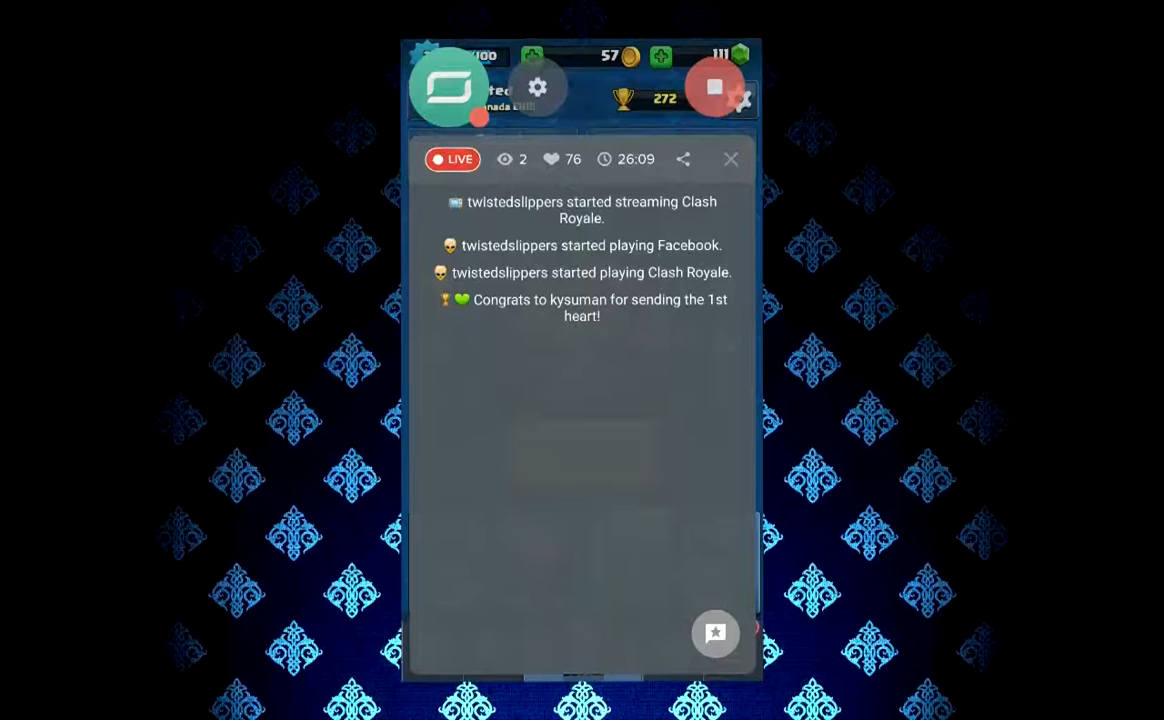 /100 57 111
272
LIVE 2 76 26:09
twistedslippers started streaming Clash
Royale.
twistedslippers started playing Facebook.
twistedslippers started playing Clash Royale.
Congrats to kysuman for sending the 1st
heart!